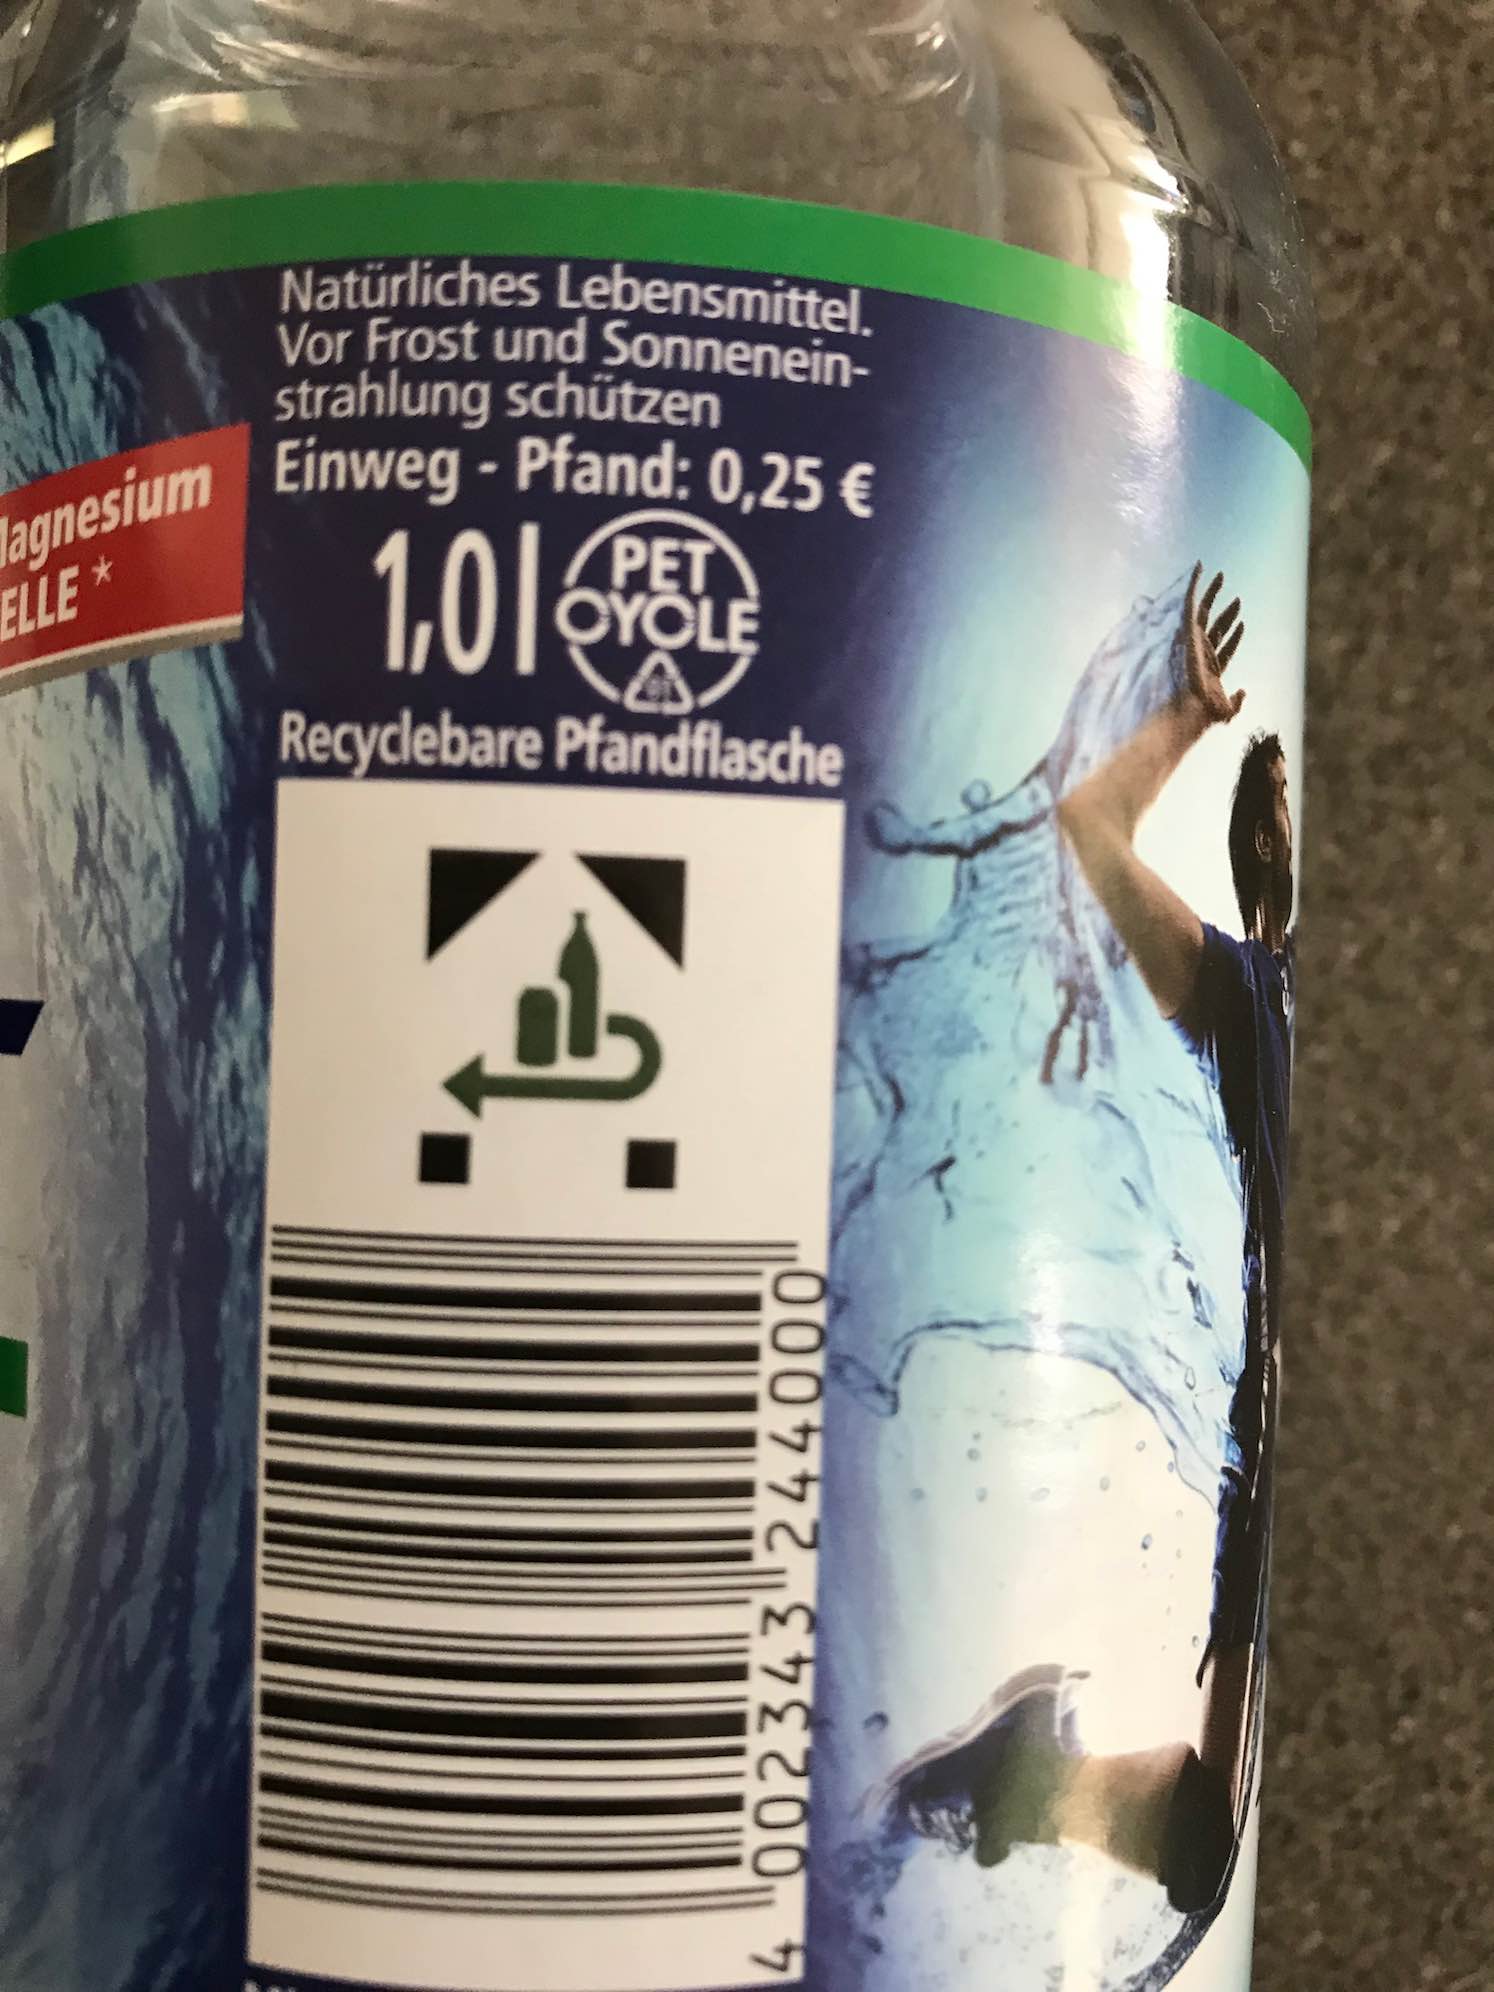 Natürliches Lebensmittel.
Vor Frost und Sonnenein-
strahlung schützen
Einweg - Pfand: 0,25 €
1,0 l
PET
CYCLE
01
Recyclebare Pfandflasche
Magnesium
ELLE *
4 002343 244000